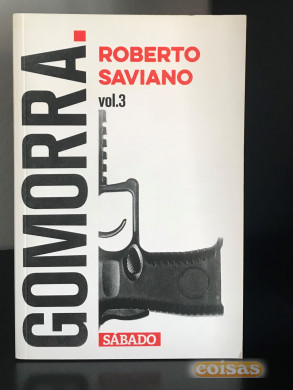 GOMORRA.
ROBERTO
SAVIANO
vol.3
SÁBADO
coisas